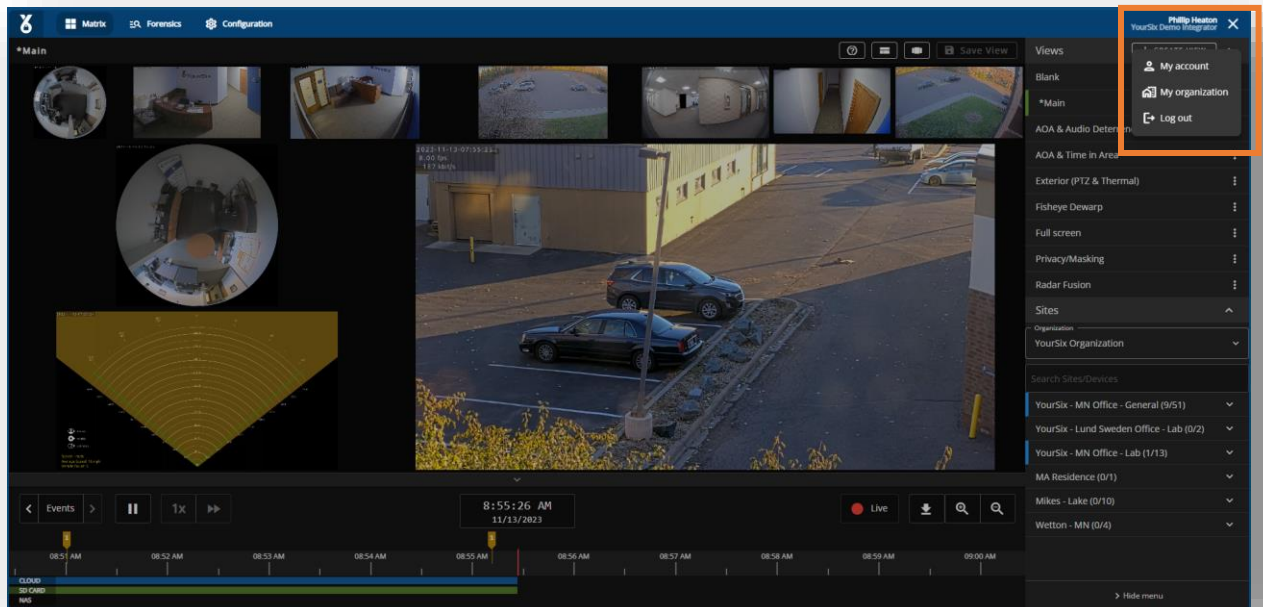 Matrix
Forensics
Configuration
Phillip Heaton
YourSix Demo Integrator
*Main
Save View
Views
My account
My organization
Log out
Blank
*Main
AOA & Audio
AOA & Time in Area
Exterior (PTZ & Thermal)
Fisheye Dewarp
Full screen
Privacy/Masking
Radar Fusion
Sites
Organization
YourSix Organization
Search Sites/Devices
YourSix - MN Office - General (9/51)
YourSix - Lund Sweden Office - Lab (0/2)
YourSix - MN Office - Lab (1/13)
MA Residence (0/1)
Mikes - Lake (0/10)
Wetton - MN (0/4)
Hide menu
8.00 fps
Events
1x
8:55:26 AM
11/13/2023
Live
08:51 AM 08:52 AM 08:53 AM 08:54 AM 08:55 AM 08:56 AM 08:57 AM 08:58 AM 08:59 AM 09:00 AM
CLOUD
SD CARD
NAS